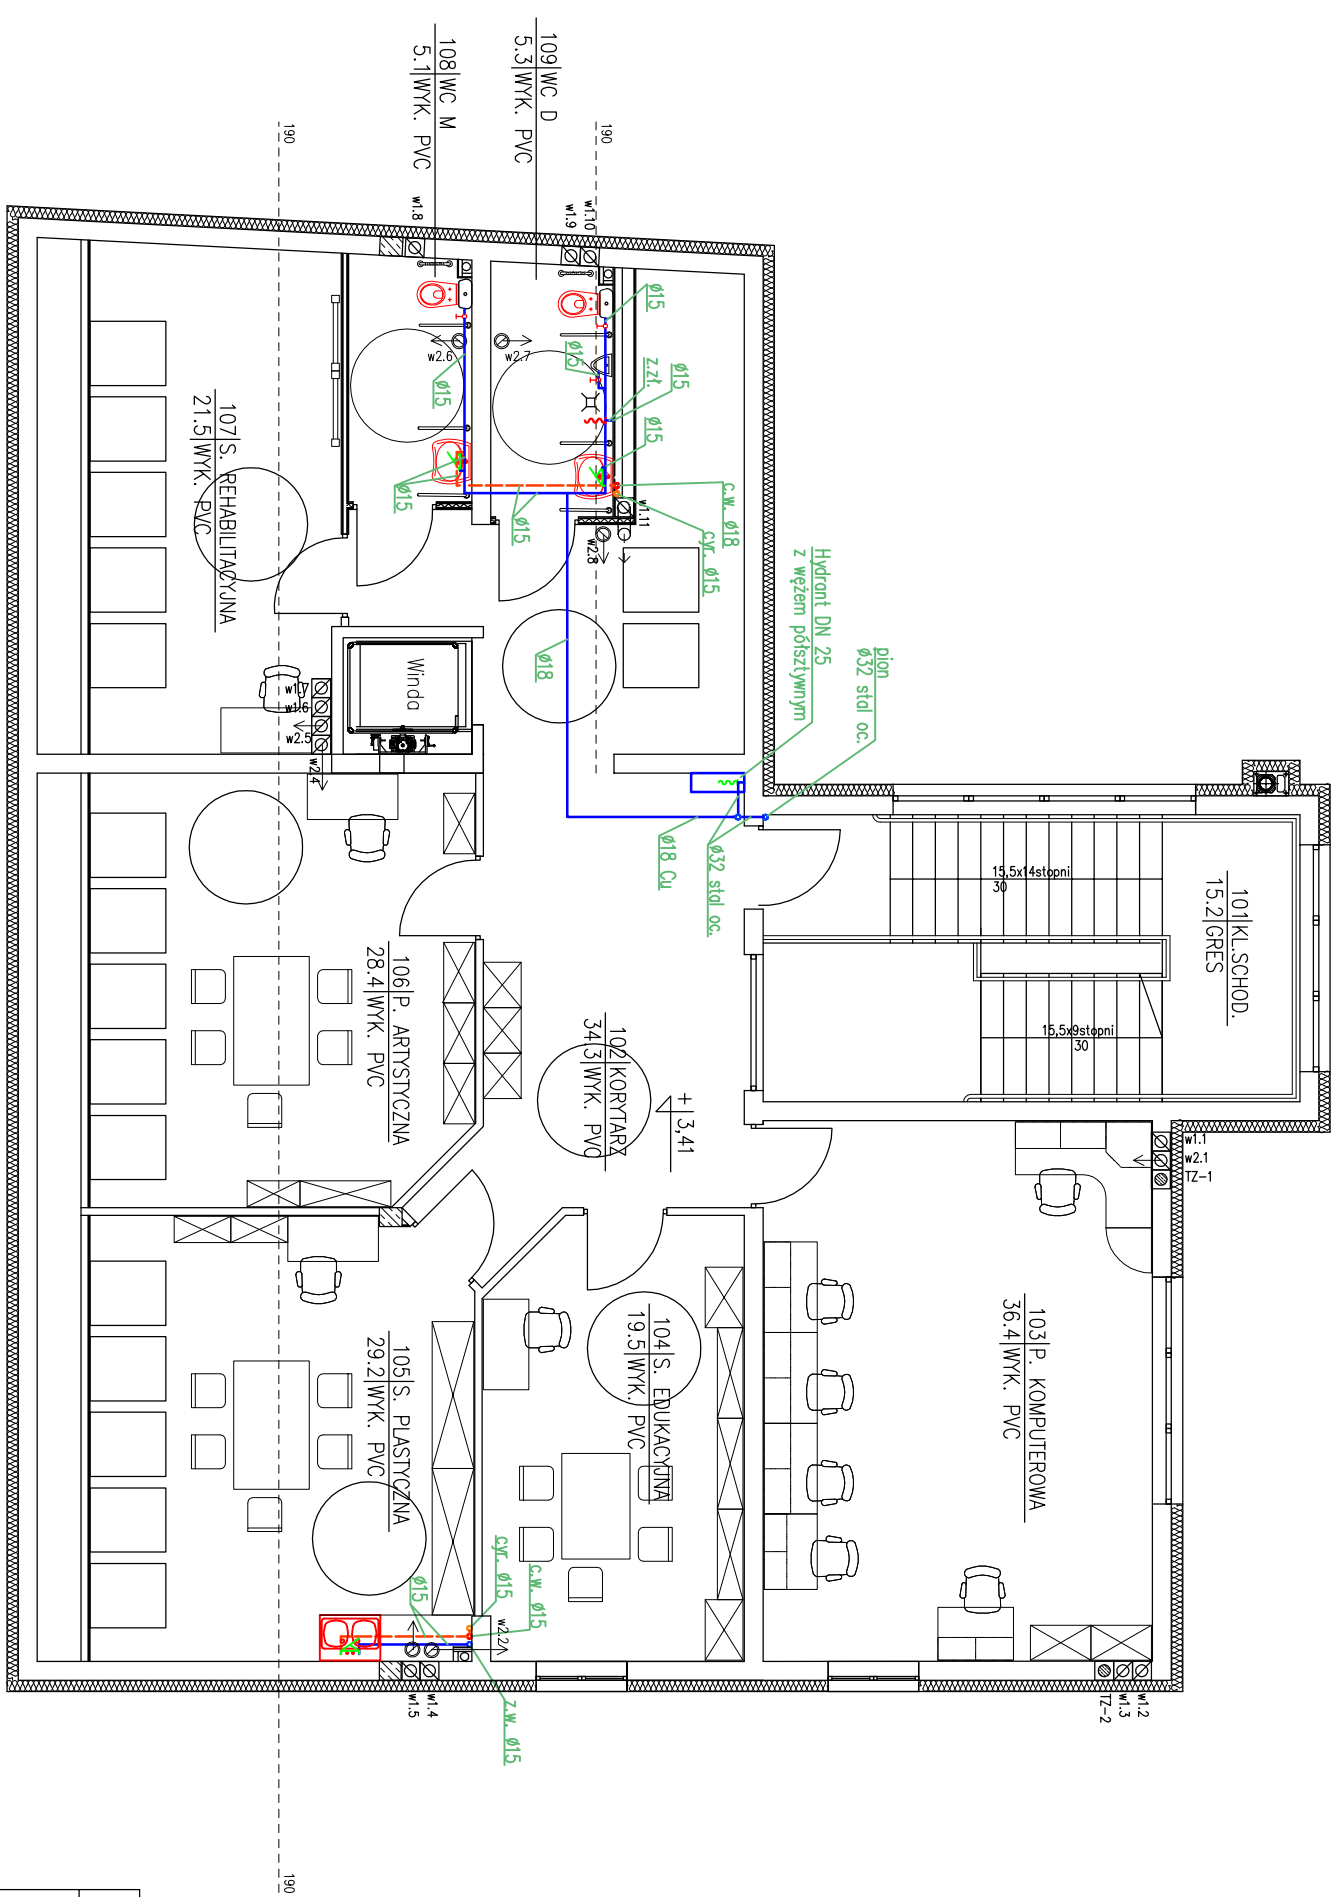 109 WC D
5.3 WYK. PVC
108 WC M
5.1 WYK. PVC
190
190
w1.8
w1.9
w1.10
ø15
ø15
z.zł.
ø15
ø15
w2.6
w2.7
ø15
ø15
ø15
c.w. ø18
cyr. ø15
w1.11
w2.8
107 S. REHABILITACYJNA
21.5 WYK. PVC
Hydrant DN 25
z wężem półsztywnym
pion
ø32 stal oc.
ø18
Winda
w1.7
w1.6
w2.5
w2.4
ø32 stal oc.
ø18 Cu
15,5x14stopni
30
101 KL.SCHOD.
15.2 GRES
15,5x9stopni
30
106 P. ARTYSTYCZNA
28.4 WYK. PVC
102 KORYTARZ
34.3 WYK. PVC
+ 3,41
w1.1
w2.1
TZ-1
103 P. KOMPUTEROWA
36.4 WYK. PVC
104 S. EDUKACYJNA
19.5 WYK. PVC
105 S. PLASTYCZNA
29.2 WYK. PVC
cyr. ø15
c.w. ø15
ø15
w2.2
z.w. ø15
w1.4
w1.5
w1.2
w1.3
TZ-2
190